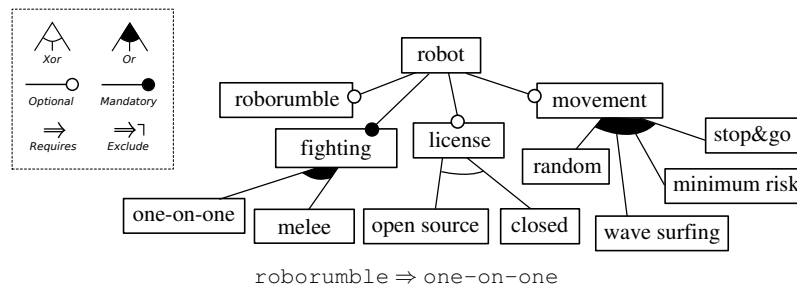 robot
Xor Or
roborumble movement
Optional Mandatory
fighting license stop&go
Requires Exclude
random
minimum risk
one-on-one melee open source closed wave surfing
roborumble ⇒ one-on-one